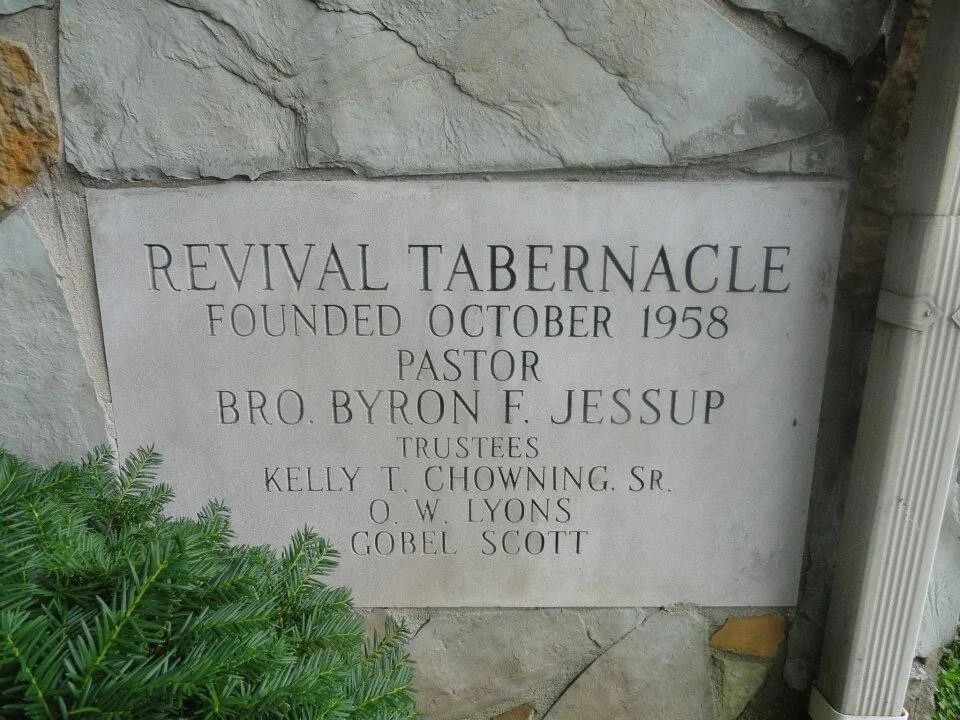 REVIVAL TABERNACLE
FOUNDED OCTOBER 1958
PASTOR
BRO. BYRON F. JESSUP
TRUSTEES
KELLY T. CHOWNING. SR.
O. W. LYONS
GOBEL SCOTT